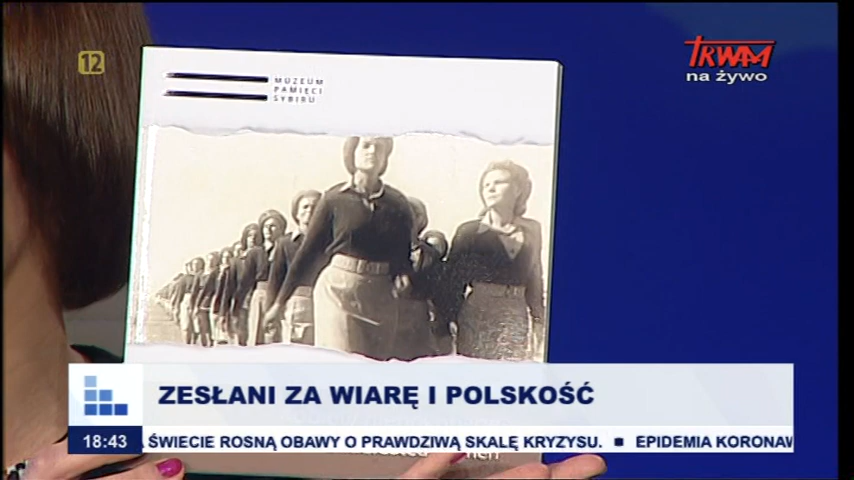 12
TRWAM
na żywo
MUZEUM
PAMIĘCI
SYBIRU
ZESŁANI ZA WIARĘ I POLSKOŚĆ
18:43
ŚWIECIE ROSNĄ OBAWY O PRAWDZIWĄ SKALĘ KRYZYSU. ■ EPIDEMIA KORONAW